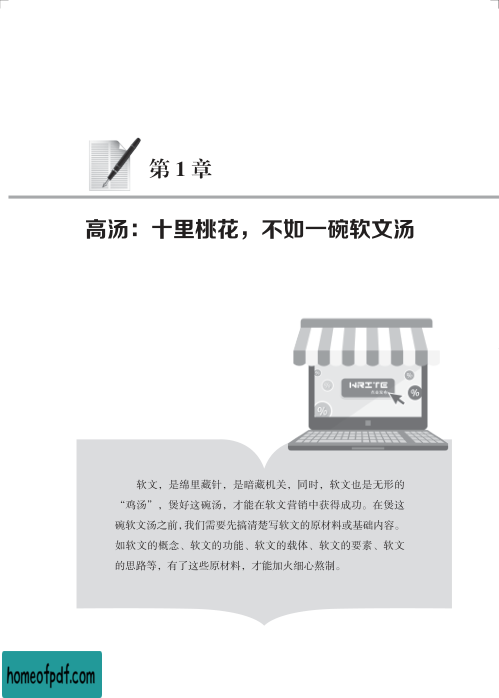 第 1 章
高汤：十里桃花，不如一碗软文汤
WRITE
%
%
%
软文，是绵里藏针，是暗藏机关，同时，软文也是无形的
“鸡汤”，煲好这碗汤，才能在软文营销中获得成功。在煲这
碗软文汤之前，我们需要先搞清楚写软文的原材料或基础内容。
如软文的概念、软文的功能、软文的载体、软文的要素、软文
的思路等，有了这些原材料，才能加火细心熬制。
homeofpdf.com